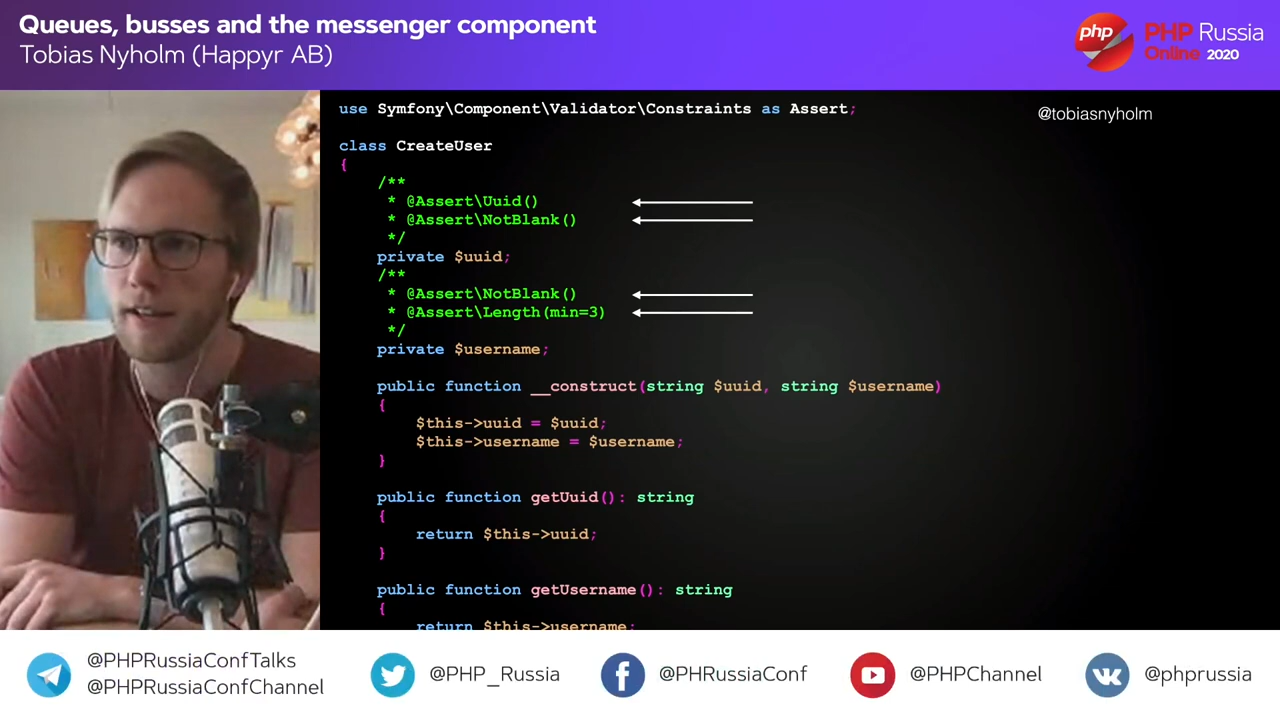 Queues, busses and the messenger component
Tobias Nyholm (Happyr AB)
php
PHP Russia
Online 2020
@tobiasnyholm
use Symfony\Component\Validator\Constraints as Assert;
class CreateUser
{
/**
* @Assert\Uuid()
* @Assert\NotBlank()
*/
private $uuid;
/**
* @Assert\NotBlank()
* @Assert\Length(min=3)
*/
private $username;
public function __construct(string $uuid, string $username)
{
$this->uuid = $uuid;
$this->username = $username;
}
public function getUuid(): string
{
return $this->uuid;
}
public function getUsername(): string
{
return $this->username;
@PHPRussiaConfTalks
@PHPRussiaConfChannel
@PHP_Russia
@PHRussiaConf
@PHPChannel
@phprussia